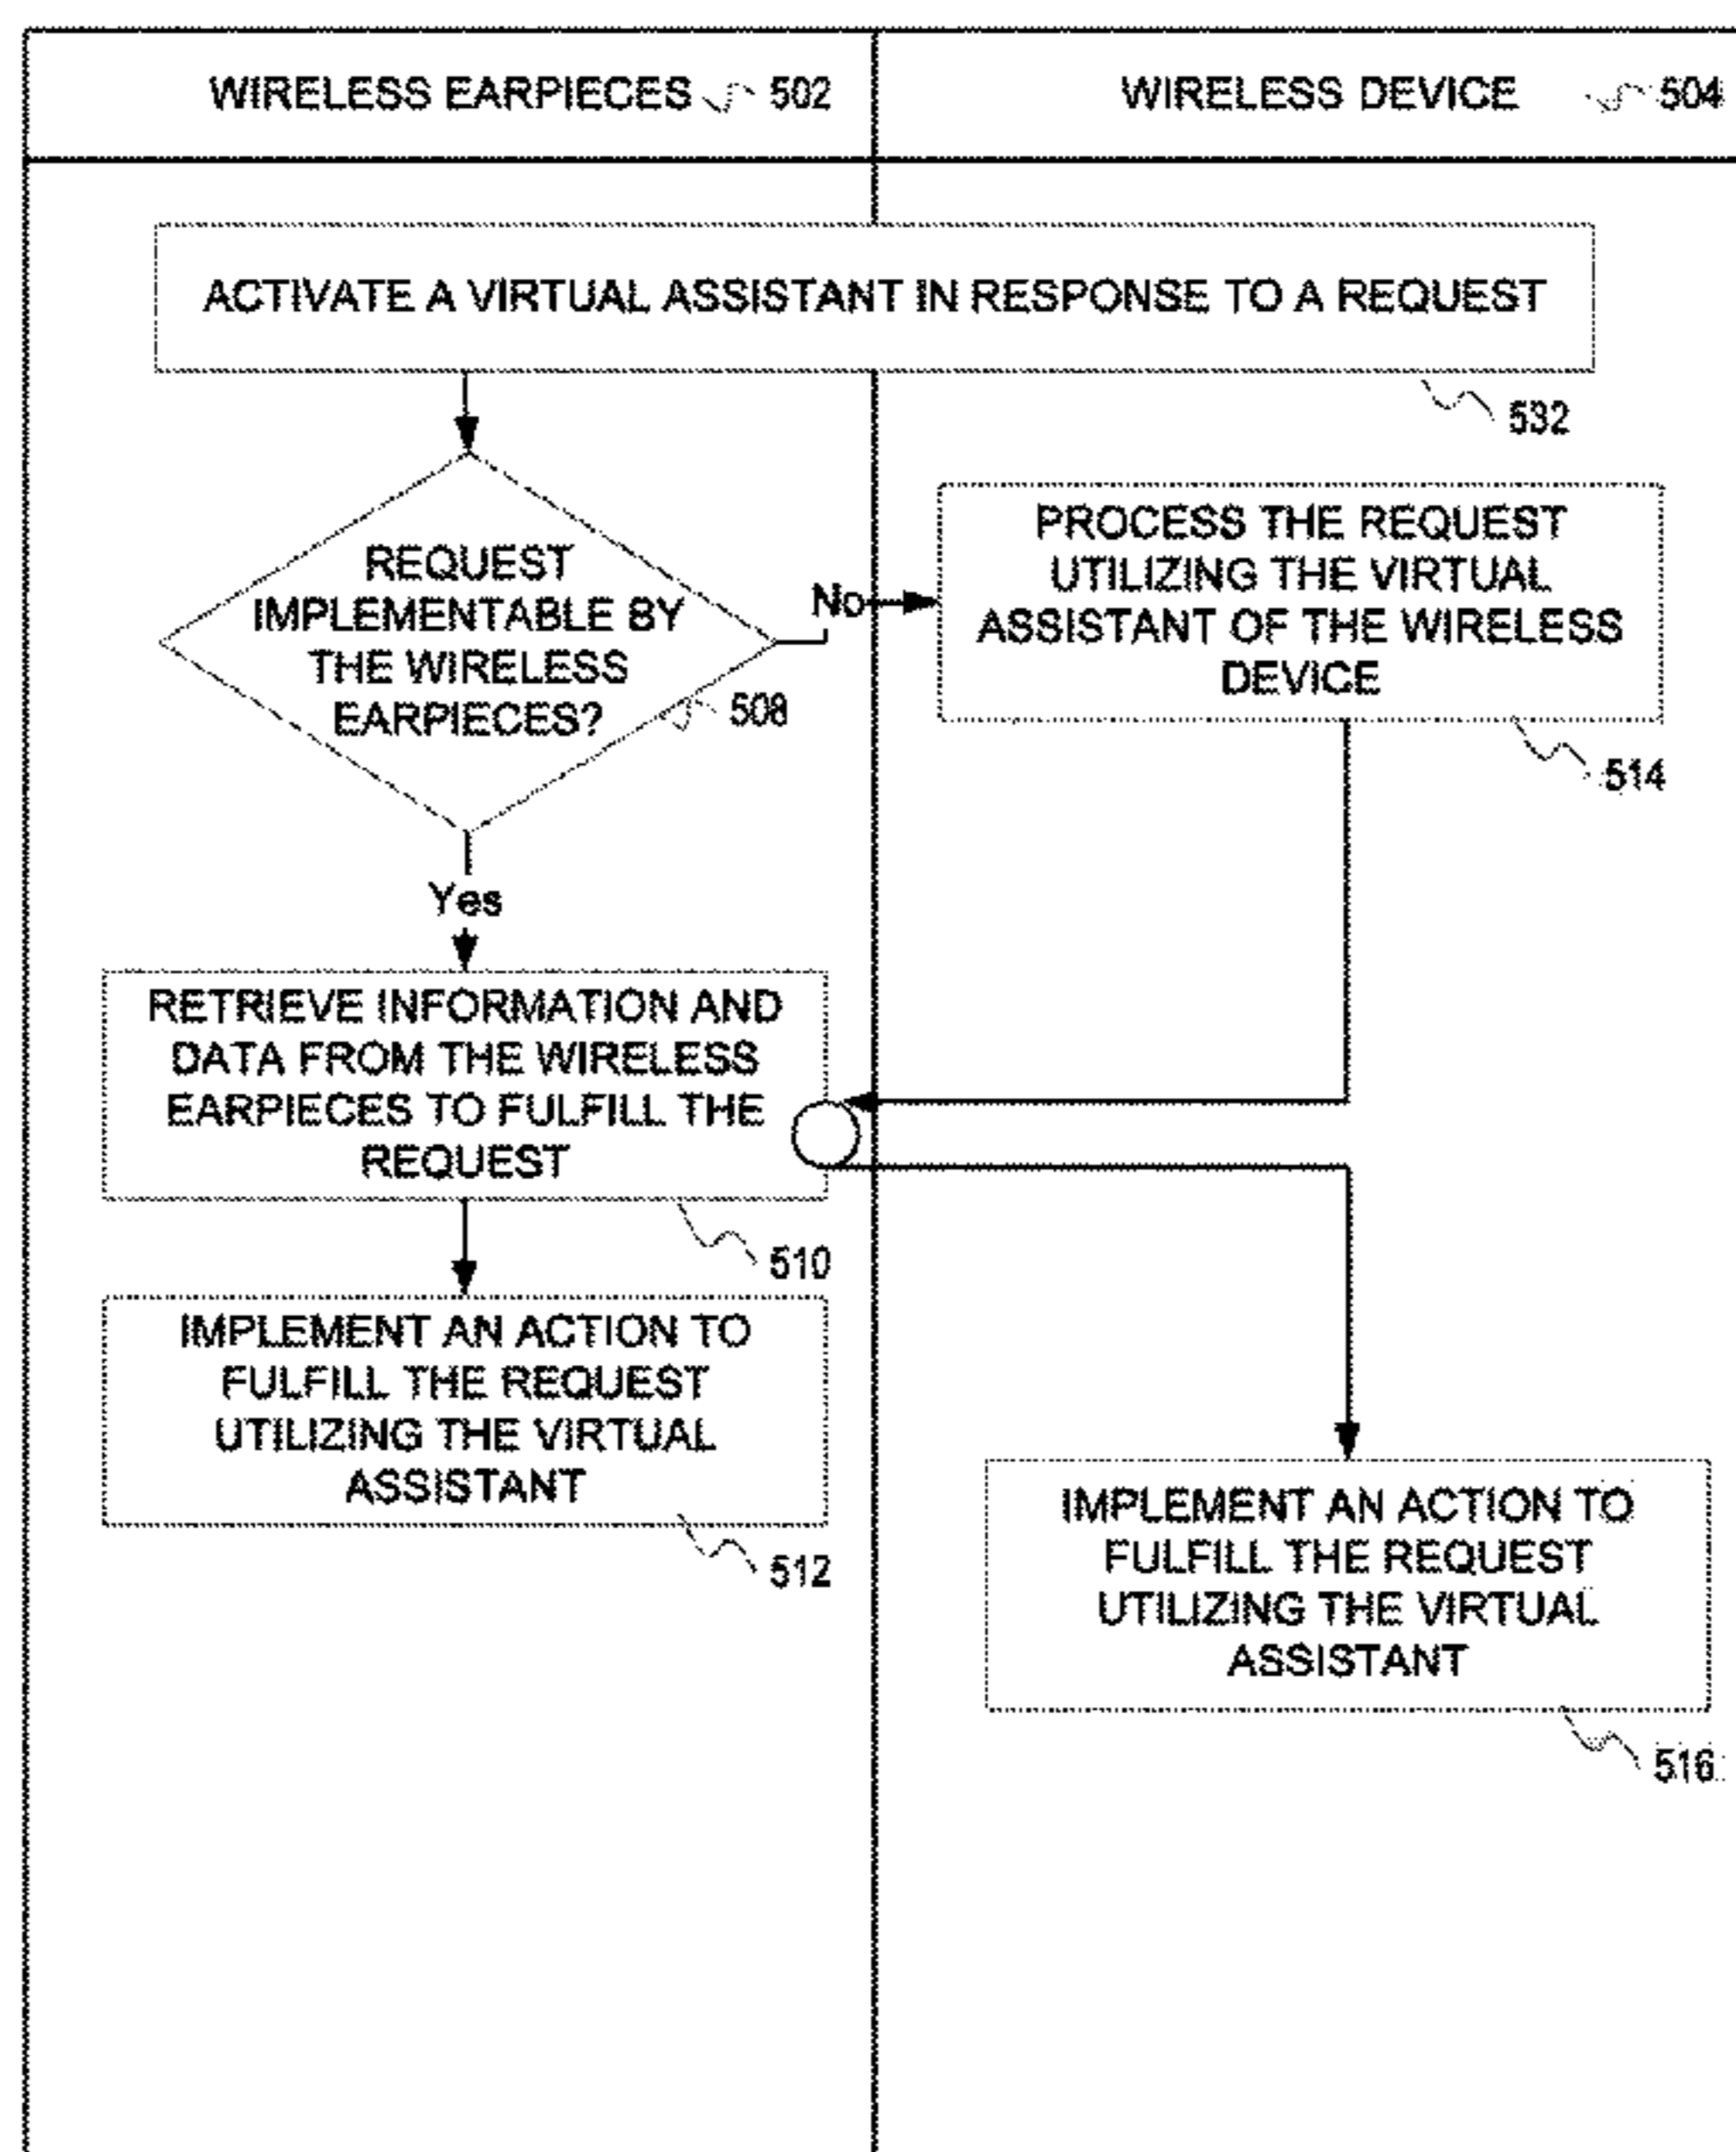 WIRELESS EARPIECES 502
WIRELESS DEVICE 504
ACTIVATE A VIRTUAL ASSISTANT IN RESPONSE TO A REQUEST
532
REQUEST
IMPLEMENTABLE BY
THE WIRELESS
EARPIECES?
508
No
PROCESS THE REQUEST
UTILIZING THE VIRTUAL
ASSISTANT OF THE WIRELESS
DEVICE
514
Yes
RETRIEVE INFORMATION AND
DATA FROM THE WIRELESS
EARPIECES TO FULFILL THE
REQUEST
510
IMPLEMENT AN ACTION TO
FULFILL THE REQUEST
UTILIZING THE VIRTUAL
ASSISTANT
512
IMPLEMENT AN ACTION TO
FULFILL THE REQUEST
UTILIZING THE VIRTUAL
ASSISTANT
516